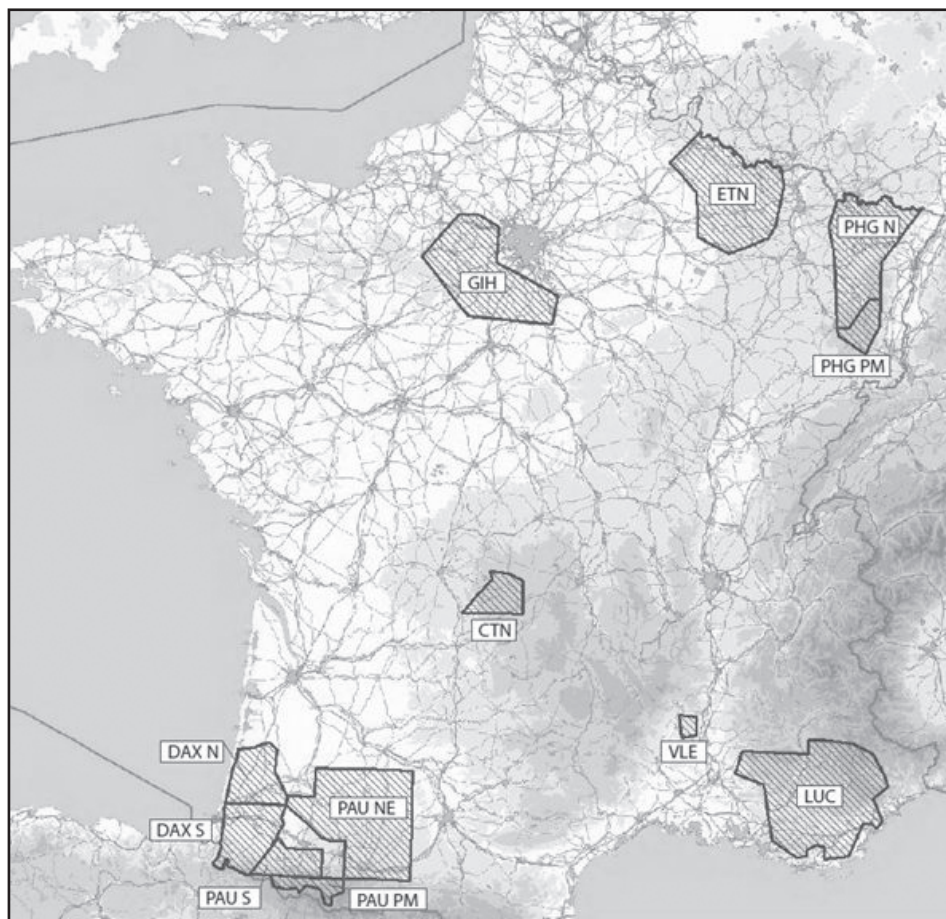 ETN
PHG N
GIH
PHG PM
CTN
DAX N
VLE
PAU NE
LUC
DAX S
PAU S
PAU PM